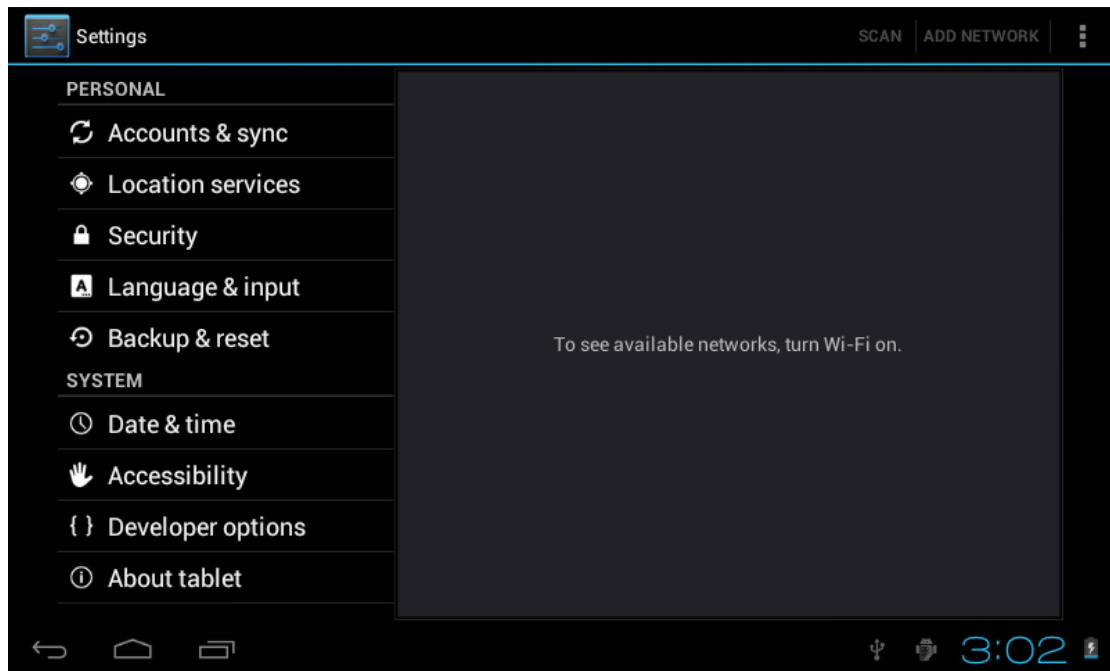 Settings
SCAN
ADD NETWORK
PERSONAL
Accounts & sync
Location services
Security
Language & input
Backup & reset
SYSTEM
Date & time
Accessibility
{ } Developer options
About tablet
To see available networks, turn Wi-Fi on.
3:02